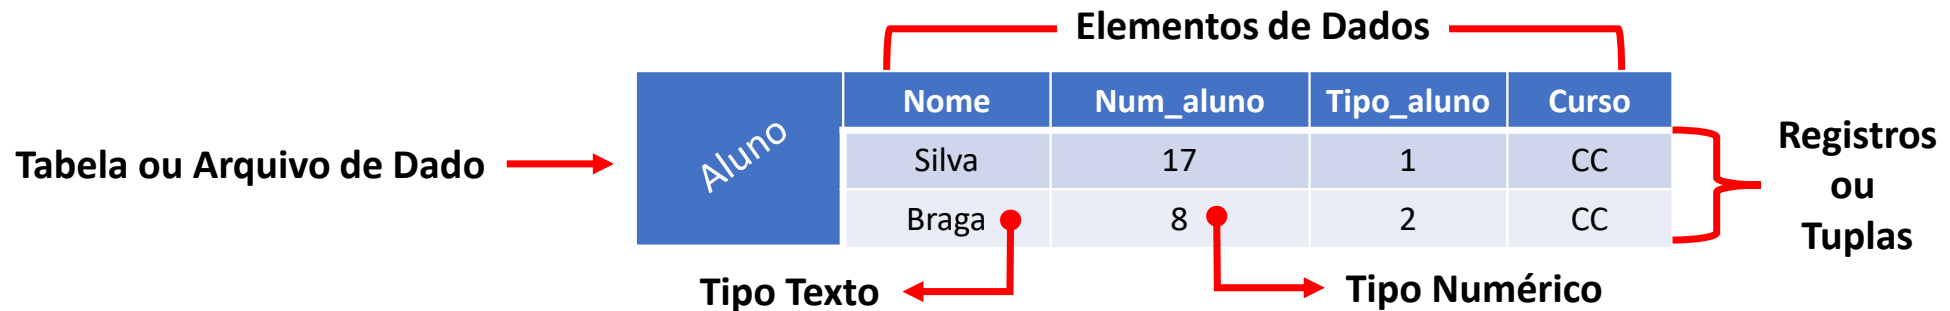 Elementos de Dados
Nome Num_aluno Tipo_aluno Curso
Aluno
Tabela ou Arquivo de Dado
Silva 17 1 CC
Braga 8 2 CC
Registros
ou
Tuplas
Tipo Texto
Tipo Numérico